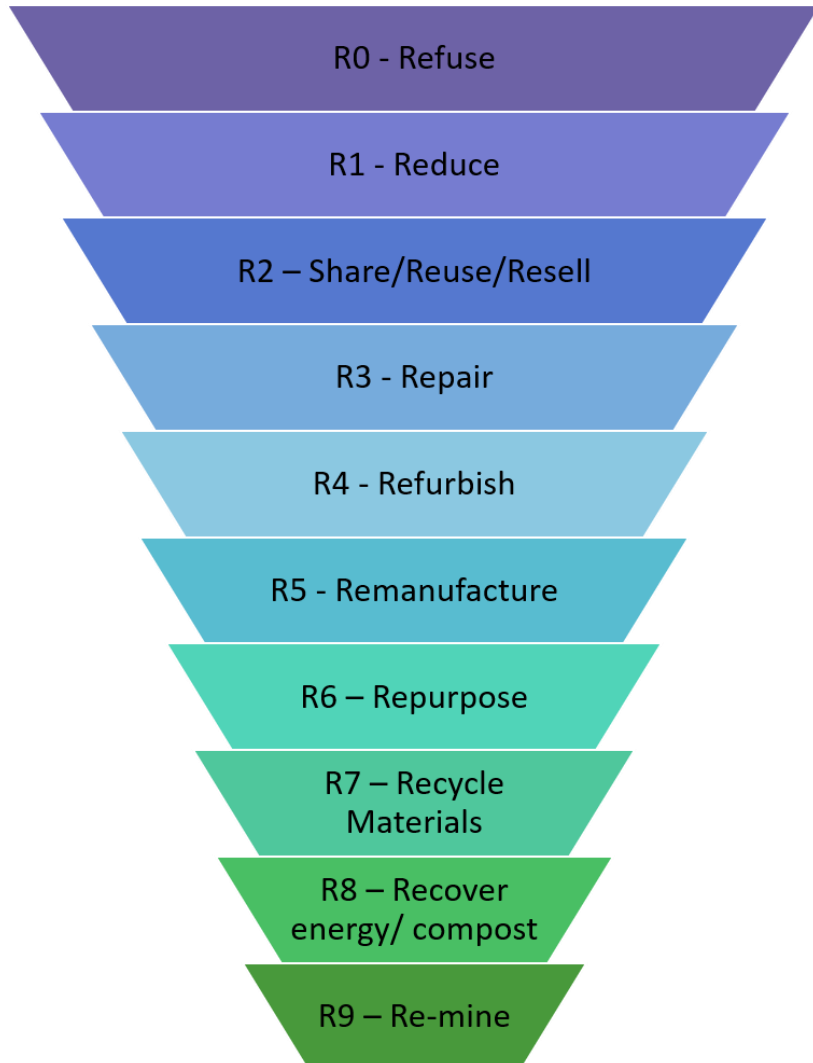 R0 - Refuse
R1 - Reduce
R2 – Share/Reuse/Resell
R3 - Repair
R4 - Refurbish
R5 - Remanufacture
R6 – Repurpose
R7 – Recycle
Materials
R8 – Recover
energy/ compost
R9 – Re-mine